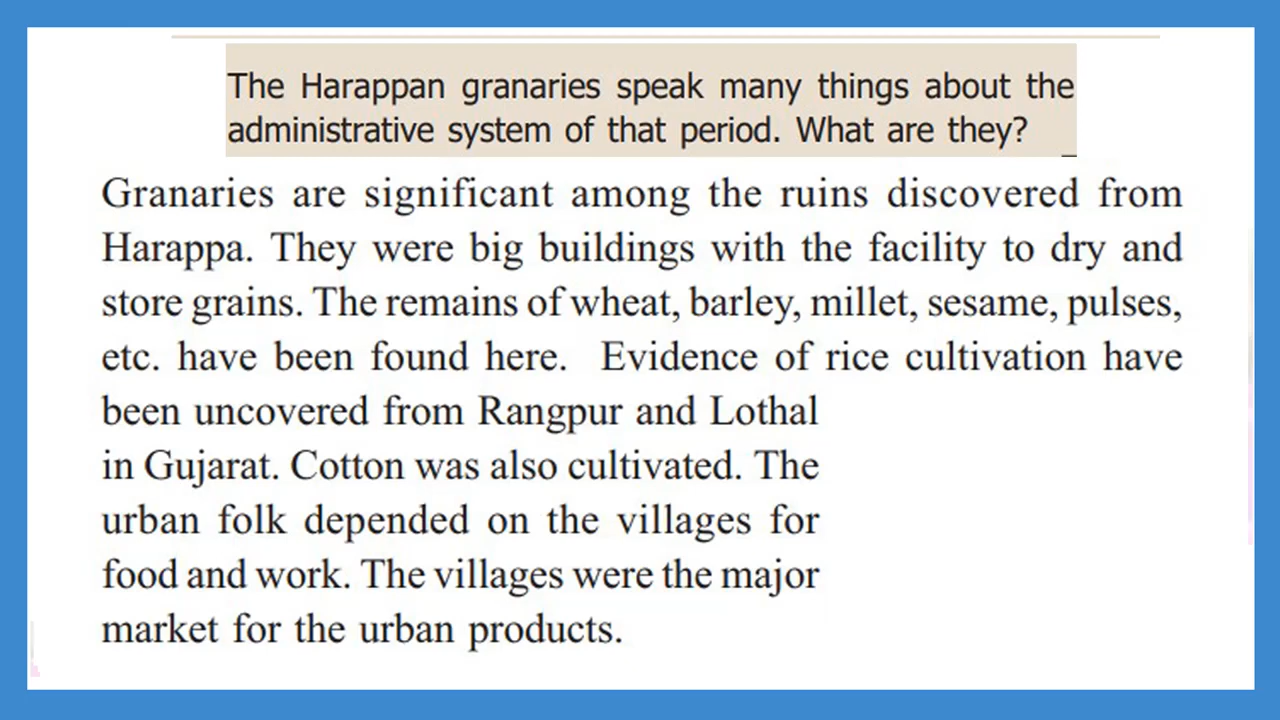 The Harappan granaries speak many things about the
administrative system of that period. What are they?
Granaries are significant among the ruins discovered from
Harappa. They were big buildings with the facility to dry and
store grains. The remains of wheat, barley, millet, sesame, pulses,
etc. have been found here. Evidence of rice cultivation have
been uncovered from Rangpur and Lothal
in Gujarat. Cotton was also cultivated. The
urban folk depended on the villages for
food and work. The villages were the major
market for the urban products.